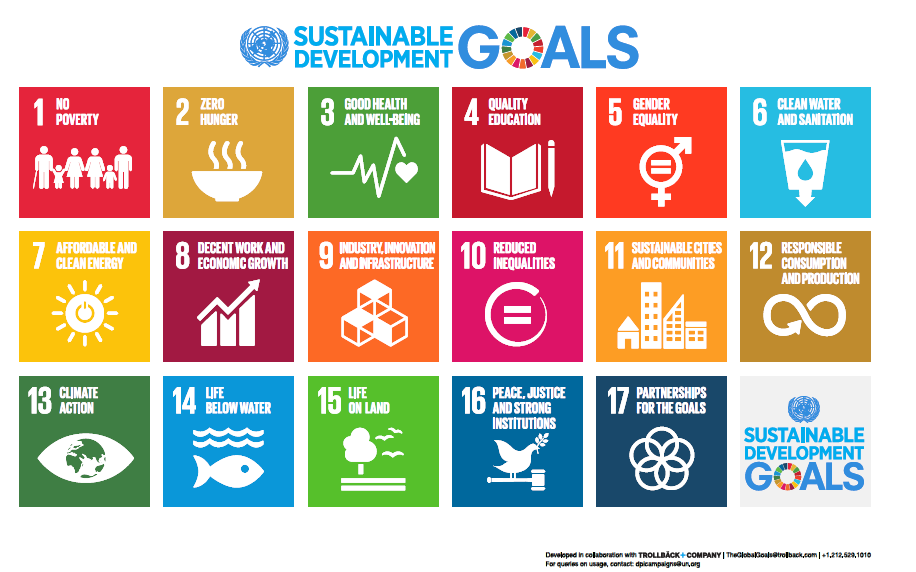 SUSTAINABLE
DEVELOPMENT GOALS
1 NO
POVERTY
2 ZERO
HUNGER
3 GOOD HEALTH
AND WELL-BEING
4 QUALITY
EDUCATION
5 GENDER
EQUALITY
6 CLEAN WATER
AND SANITATION
7 AFFORDABLE AND
CLEAN ENERGY
8 DECENT WORK AND
ECONOMIC GROWTH
9 INDUSTRY, INNOVATION
AND INFRASTRUCTURE
10 REDUCED
INEQUALITIES
11 SUSTAINABLE CITIES
AND COMMUNITIES
12 RESPONSIBLE
CONSUMPTION
AND PRODUCTION
13 CLIMATE
ACTION
14 LIFE
BELOW WATER
15 LIFE
ON LAND
16 PEACE, JUSTICE
AND STRONG
INSTITUTIONS
17 PARTNERSHIPS
FOR THE GOALS
SUSTAINABLE
DEVELOPMENT
GOALS
Developed in collaboration with TROLLBÄCK+COMPANY | TheGlobalGoals@trollback.com | +1.212.529.1010
For queries on usage, contact: dpicampaigns@un.org